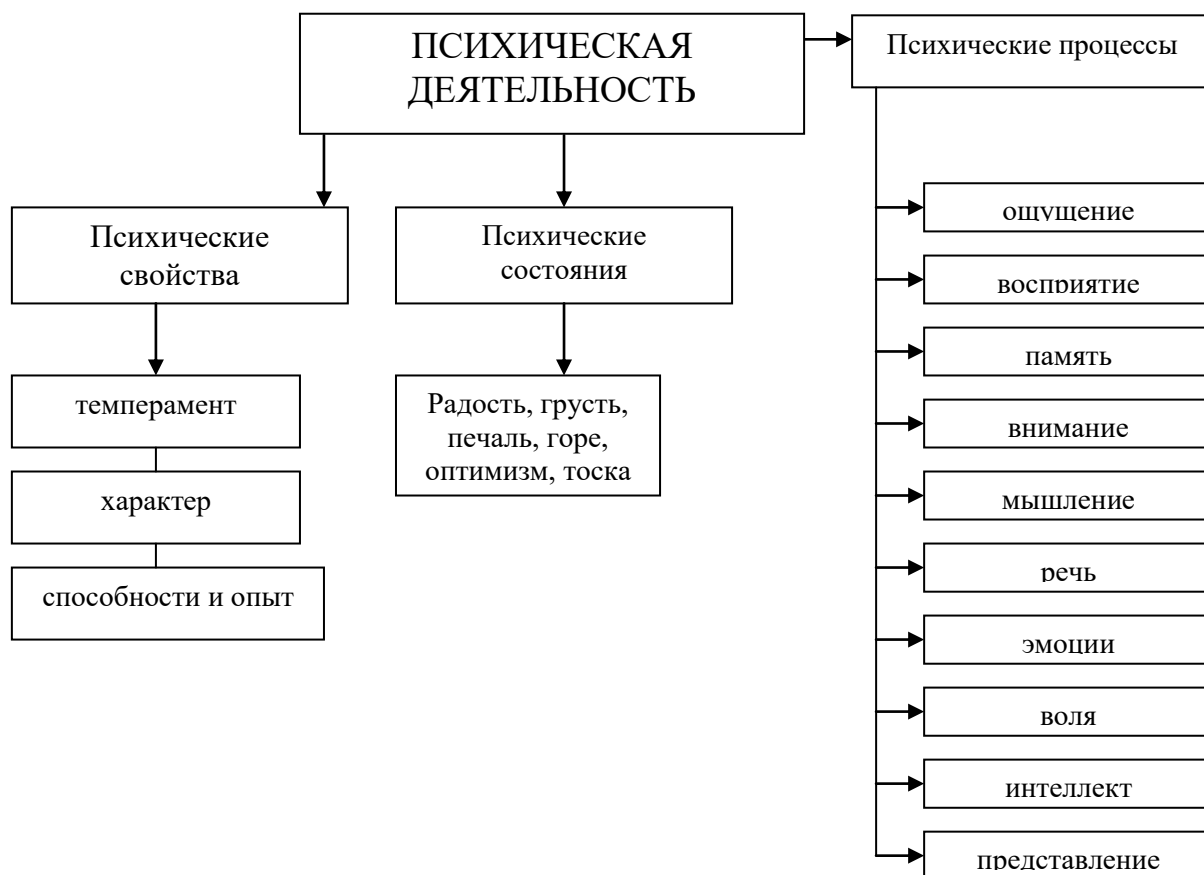 ПСИХИЧЕСКАЯ
ДЕЯТЕЛЬНОСТЬ
Психические процессы
Психические
свойства
Психические
состояния
темперамент
характер
способности и опыт
Радость, грусть,
печаль, горе,
оптимизм, тоска
ощущение
восприятие
память
внимание
мышление
речь
эмоции
воля
интеллект
представление